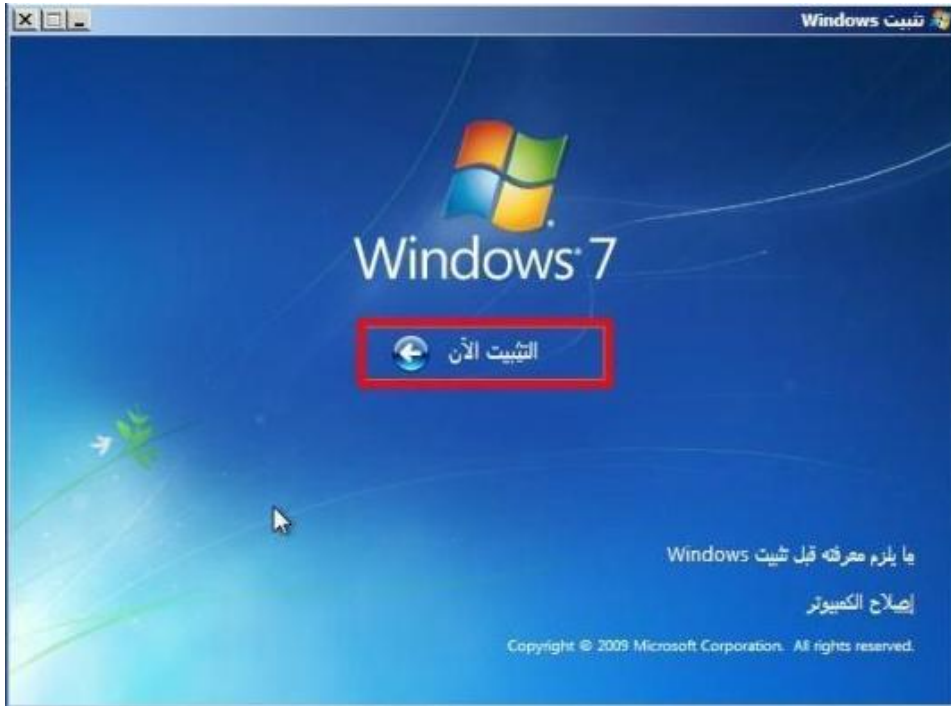 تثبيت Windows
Windows 7
التثبيت الآن
ما يلزم معرفته قبل تثبيت Windows
إصلاح الكمبيوتر
Copyright © 2009 Microsoft Corporation. All rights reserved.